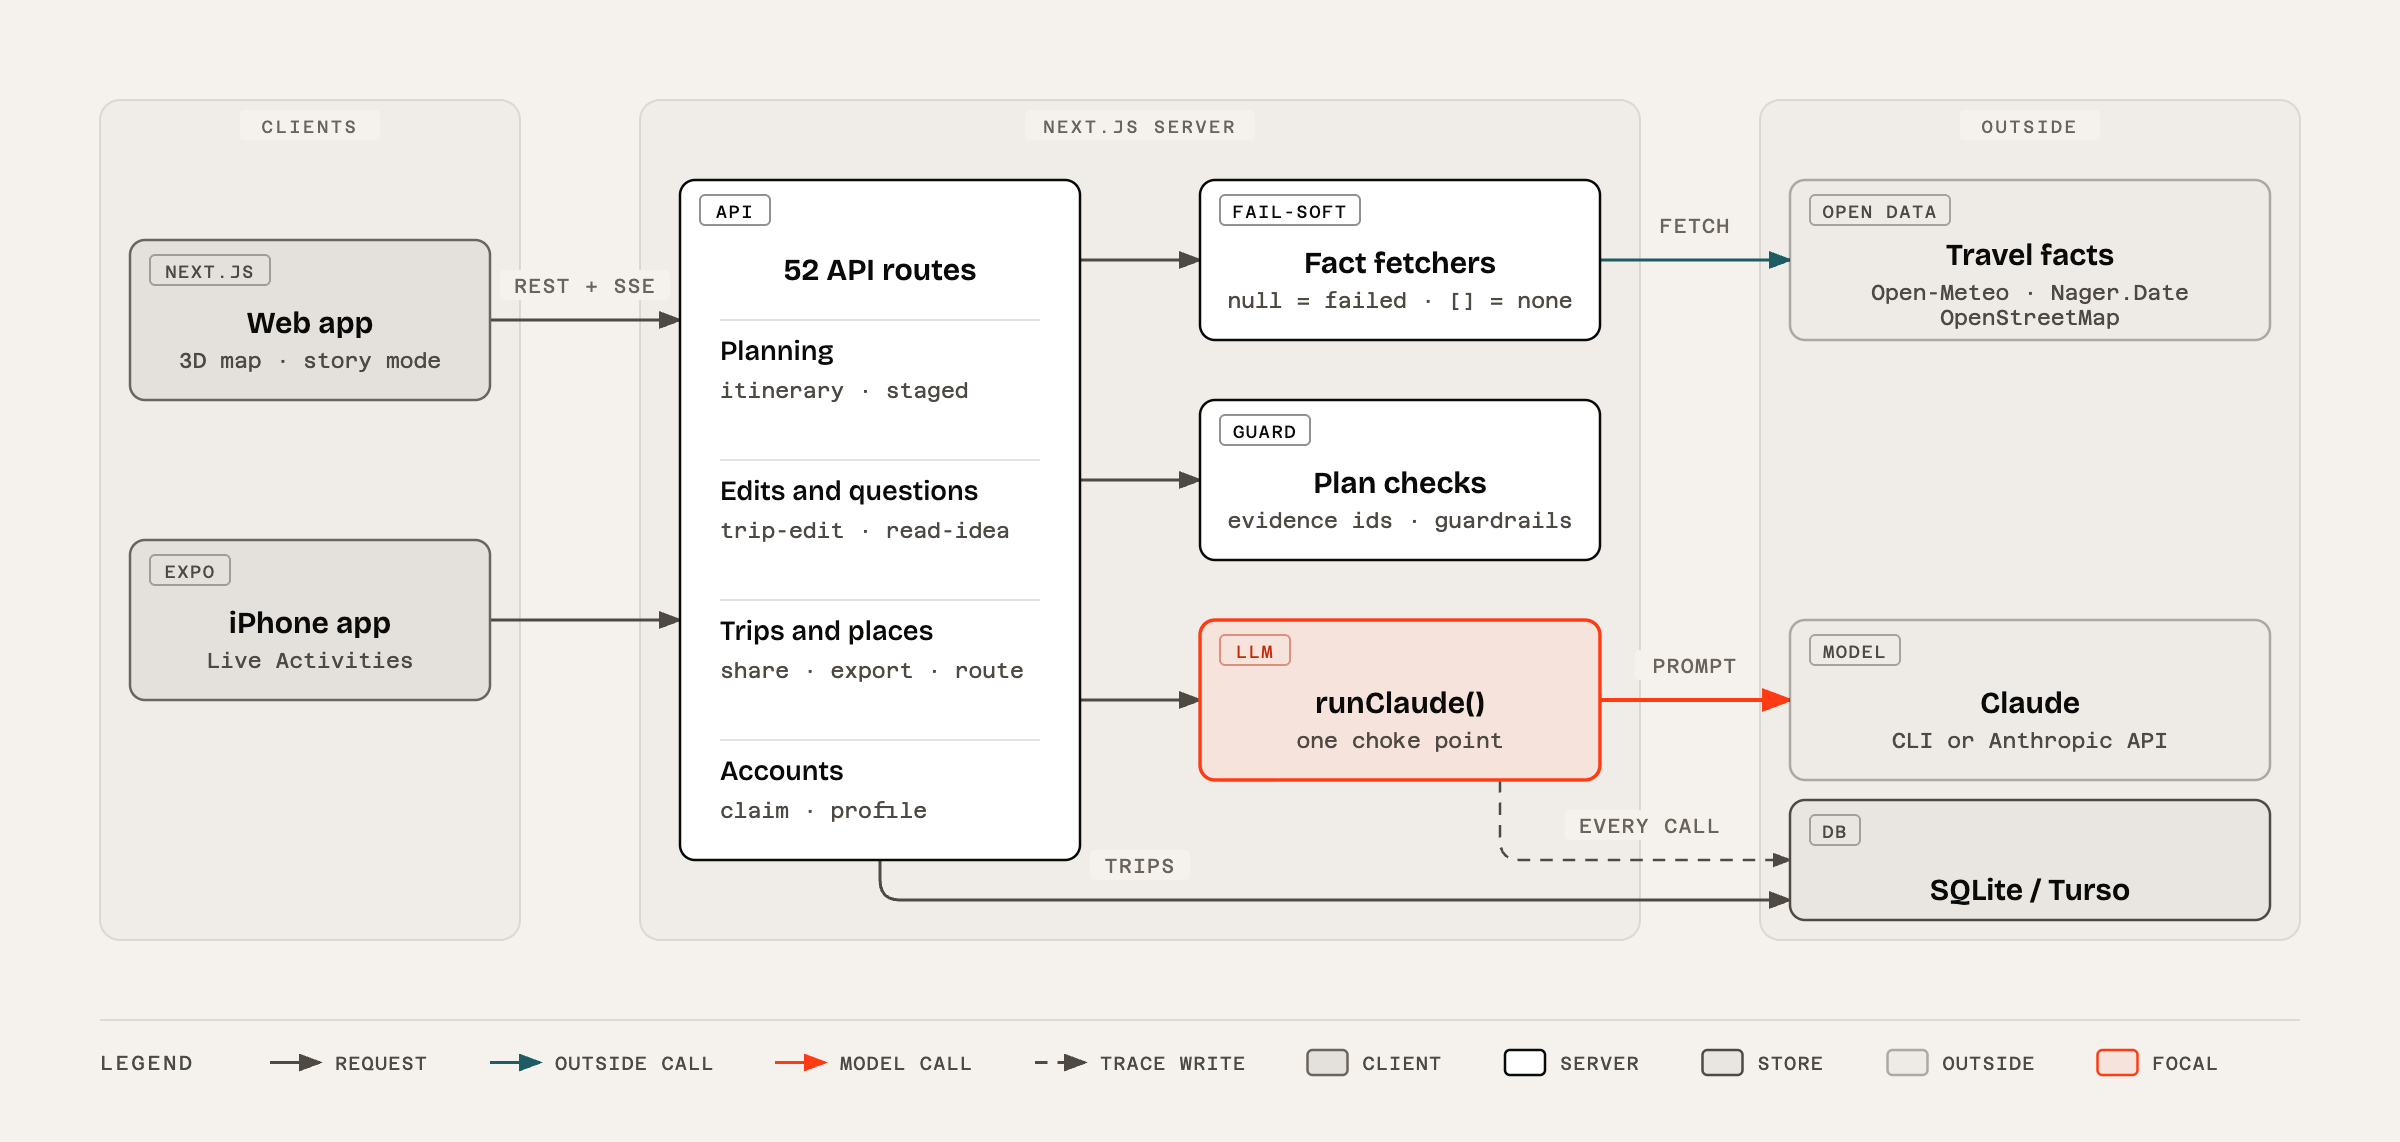 CLIENTS
NEXT.JS
Web app
3D map · story mode
EXPO
iPhone app
Live Activities
REST + SSE
NEXT.JS SERVER
API
52 API routes
Planning
itinerary · staged
Edits and questions
trip-edit · read-idea
Trips and places
share · export · route
Accounts
claim · profile
FAIL-SOFT
Fact fetchers
null = failed · [] = none
GUARD
Plan checks
evidence ids · guardrails
LLM
runClaude()
one choke point
TRIPS
FETCH
PROMPT
EVERY CALL
OUTSIDE
OPEN DATA
Travel facts
Open-Meteo · Nager.Date
OpenStreetMap
MODEL
Claude
CLI or Anthropic API
DB
SQLite / Turso
LEGEND
REQUEST
OUTSIDE CALL
MODEL CALL
TRACE WRITE
CLIENT
SERVER
STORE
OUTSIDE
FOCAL